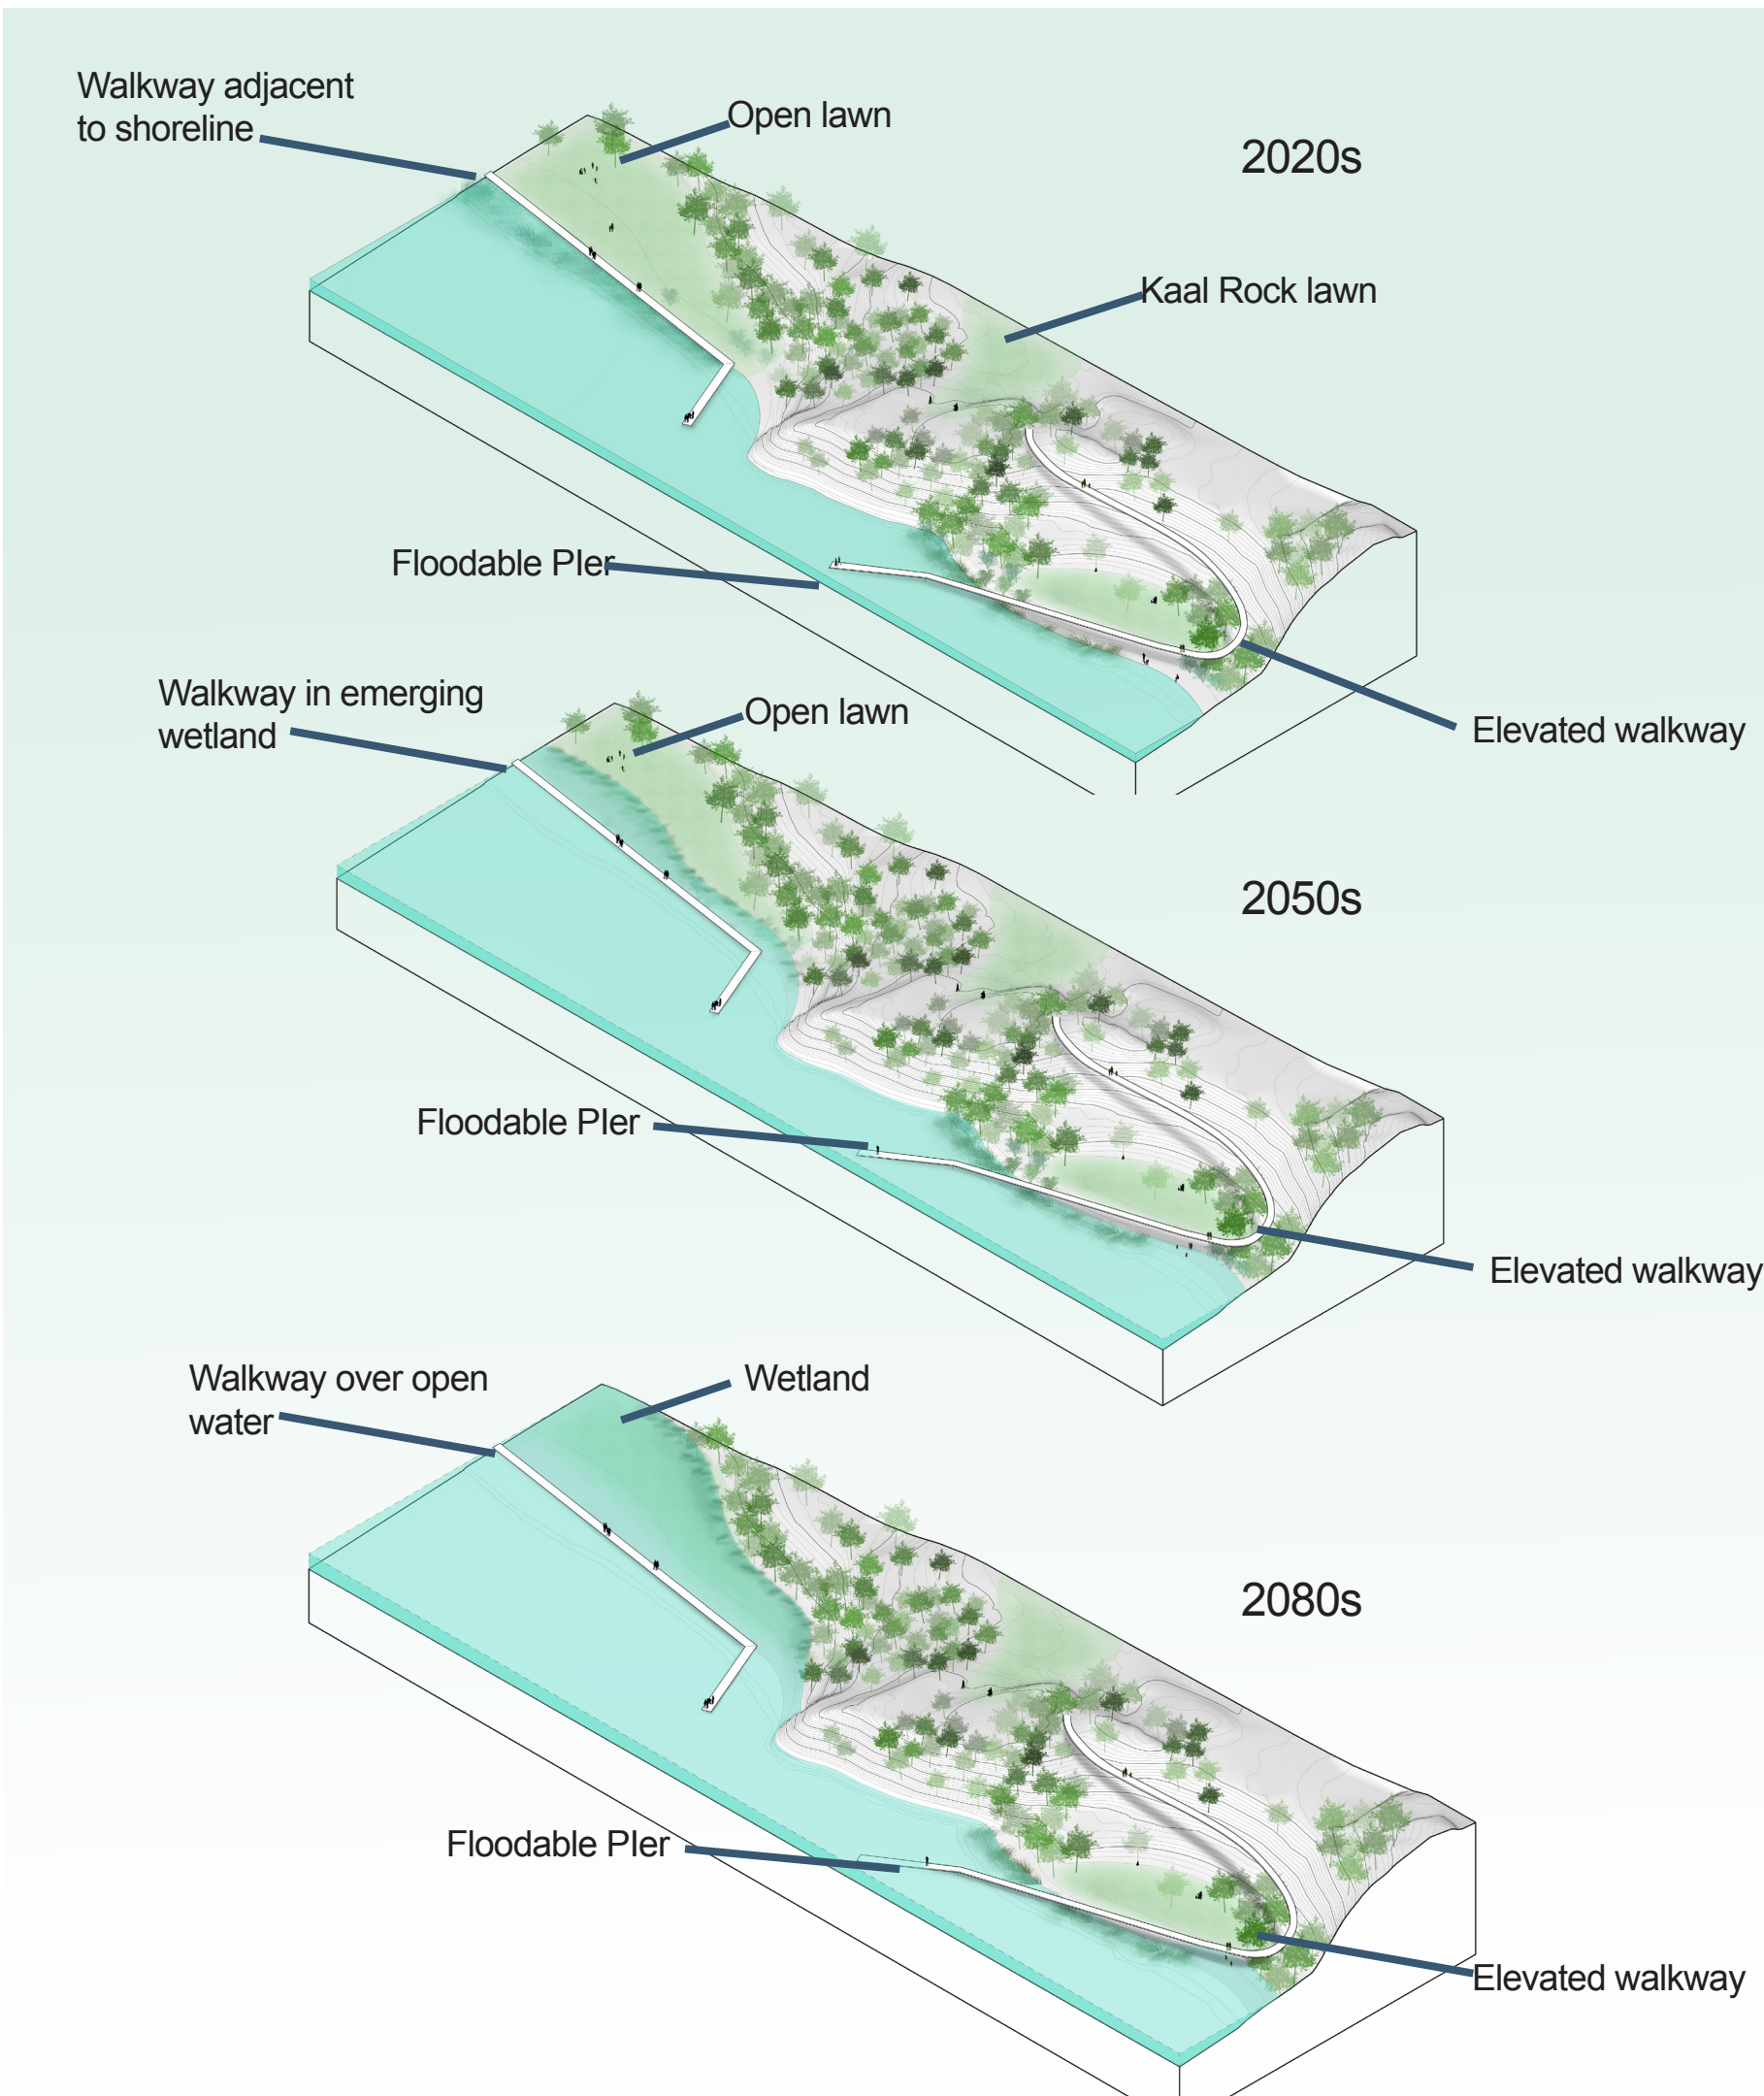 Walkway adjacent
to shoreline
Open lawn
2020s
Kaal Rock lawn
Floodable PIer
Elevated walkway
Walkway in emerging
wetland
Open lawn
2050s
Floodable PIer
Elevated walkway
Walkway over open
water
Wetland
2080s
Floodable PIer
Elevated walkway